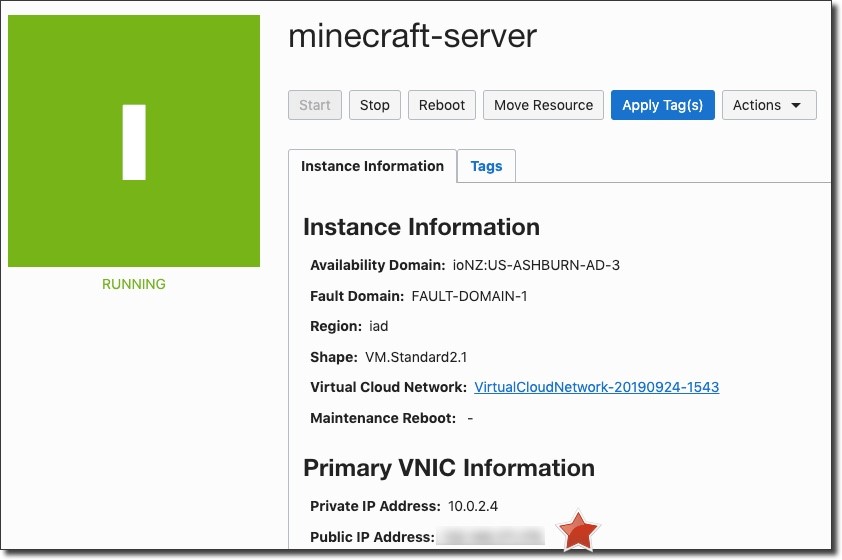 minecraft-server
Start Stop Reboot Move Resource Apply Tag(s) Actions
I
Instance Information Tags
Instance Information
RUNNING
Availability Domain: ioNZ:US-ASHBURN-AD-3
Fault Domain: FAULT-DOMAIN-1
Region: iad
Shape: VM.Standard2.1
Virtual Cloud Network: VirtualCloudNetwork-20190924-1543
Maintenance Reboot: -
Primary VNIC Information
Private IP Address: 10.0.2.4
Public IP Address: